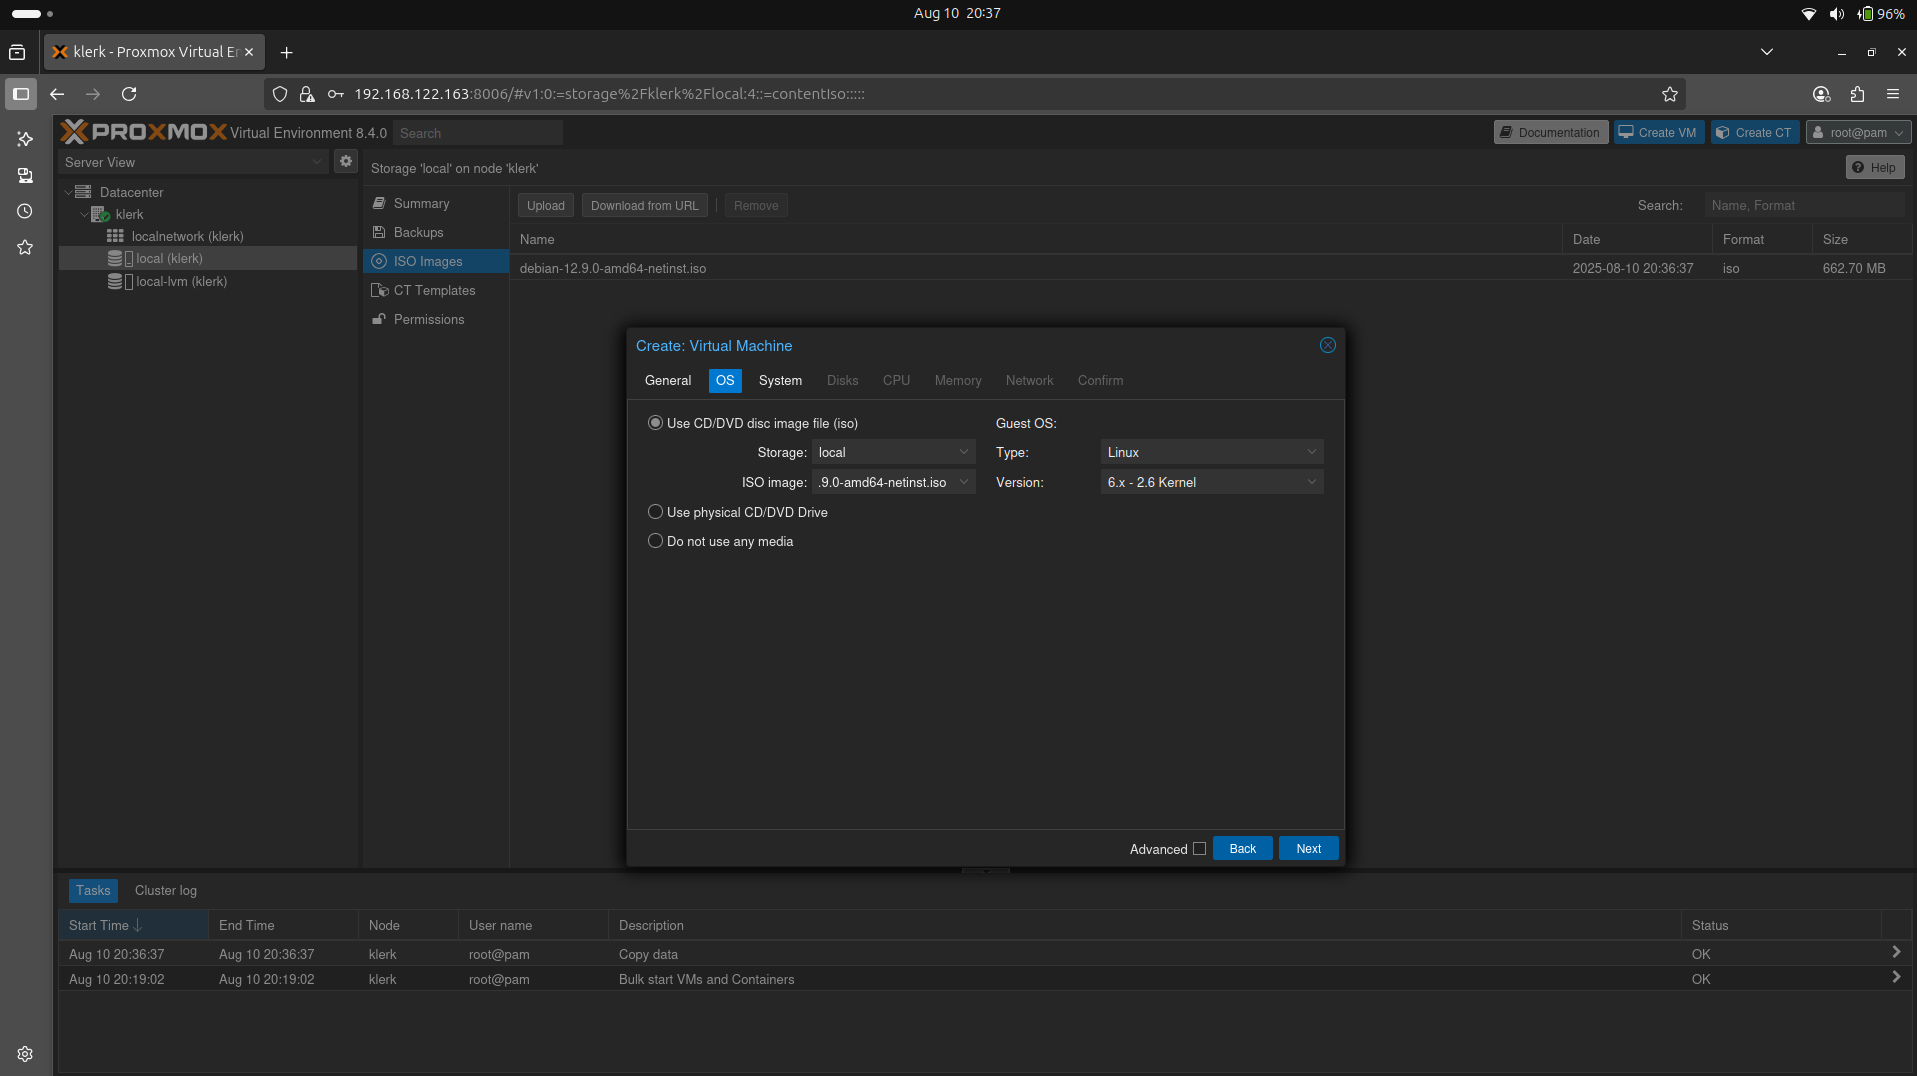 Aug 10 20:37
96%
klerk - Proxmox Virtual En
192.168.122.163:8006/#v1:0:=storage%2Fklerk%2Flocal:4::=contentIso:::::
PROXMOX Virtual Environment 8.4.0 Search
Documentation Create VM Create CT root@pam
Server View
Storage 'local' on node 'klerk'
Help
Datacenter
klerk
localnetwork (klerk)
local (klerk)
local-lvm (klerk)
Summary
Backups
ISO Images
CT Templates
Permissions
Upload Download from URL Remove Search: Name, Format
Name Date Format Size
debian-12.9.0-amd64-netinst.iso 2025-08-10 20:36:37 iso 662.70 MB
Create: Virtual Machine
General OS System Disks CPU Memory Network Confirm
Use CD/DVD disc image file (iso) Guest OS:
Storage: local Type: Linux
ISO image: .9.0-amd64-netinst.iso Version: 6.x - 2.6 Kernel
Use physical CD/DVD Drive
Do not use any media
Advanced Back Next
Tasks Cluster log
Start Time End Time Node User name Description Status
Aug 10 20:36:37 Aug 10 20:36:37 klerk root@pam Copy data OK
Aug 10 20:19:02 Aug 10 20:19:02 klerk root@pam Bulk start VMs and Containers OK